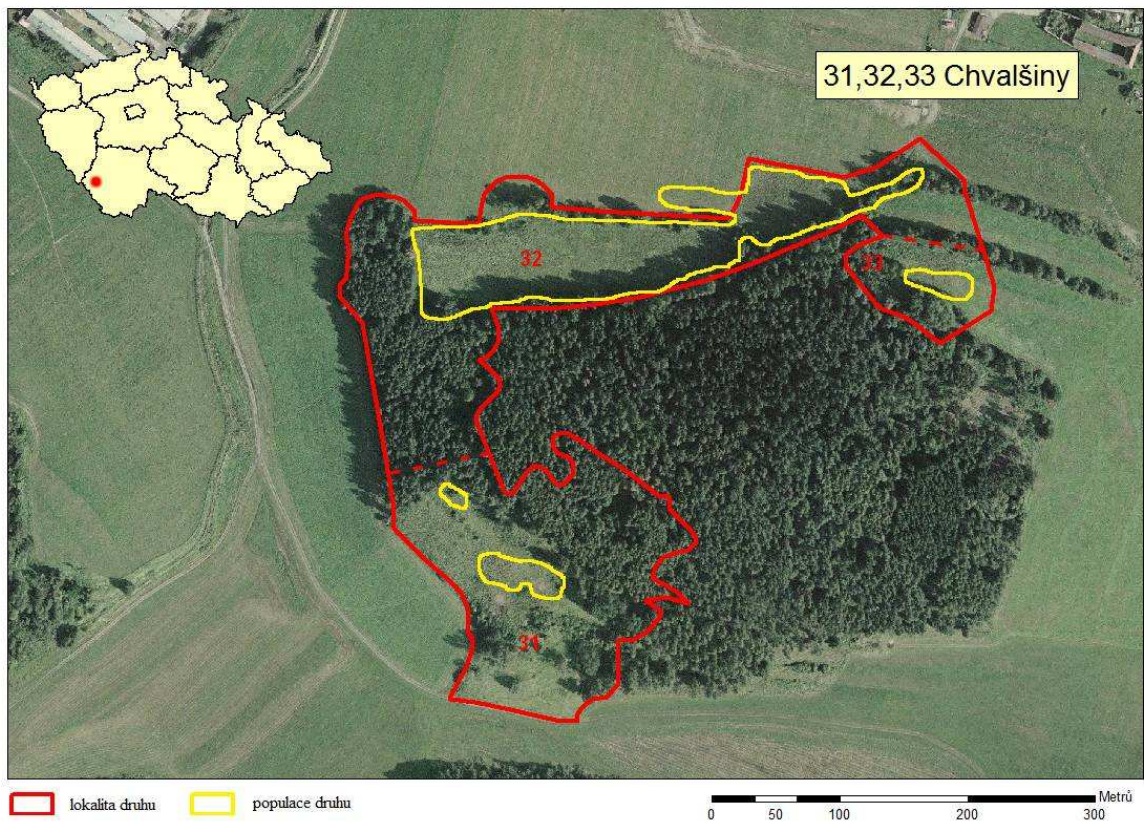 31,32,33 Chvalšiny
32
33
31
lokalita druhu
populace druhu
Metrů
0 50 100 200 300